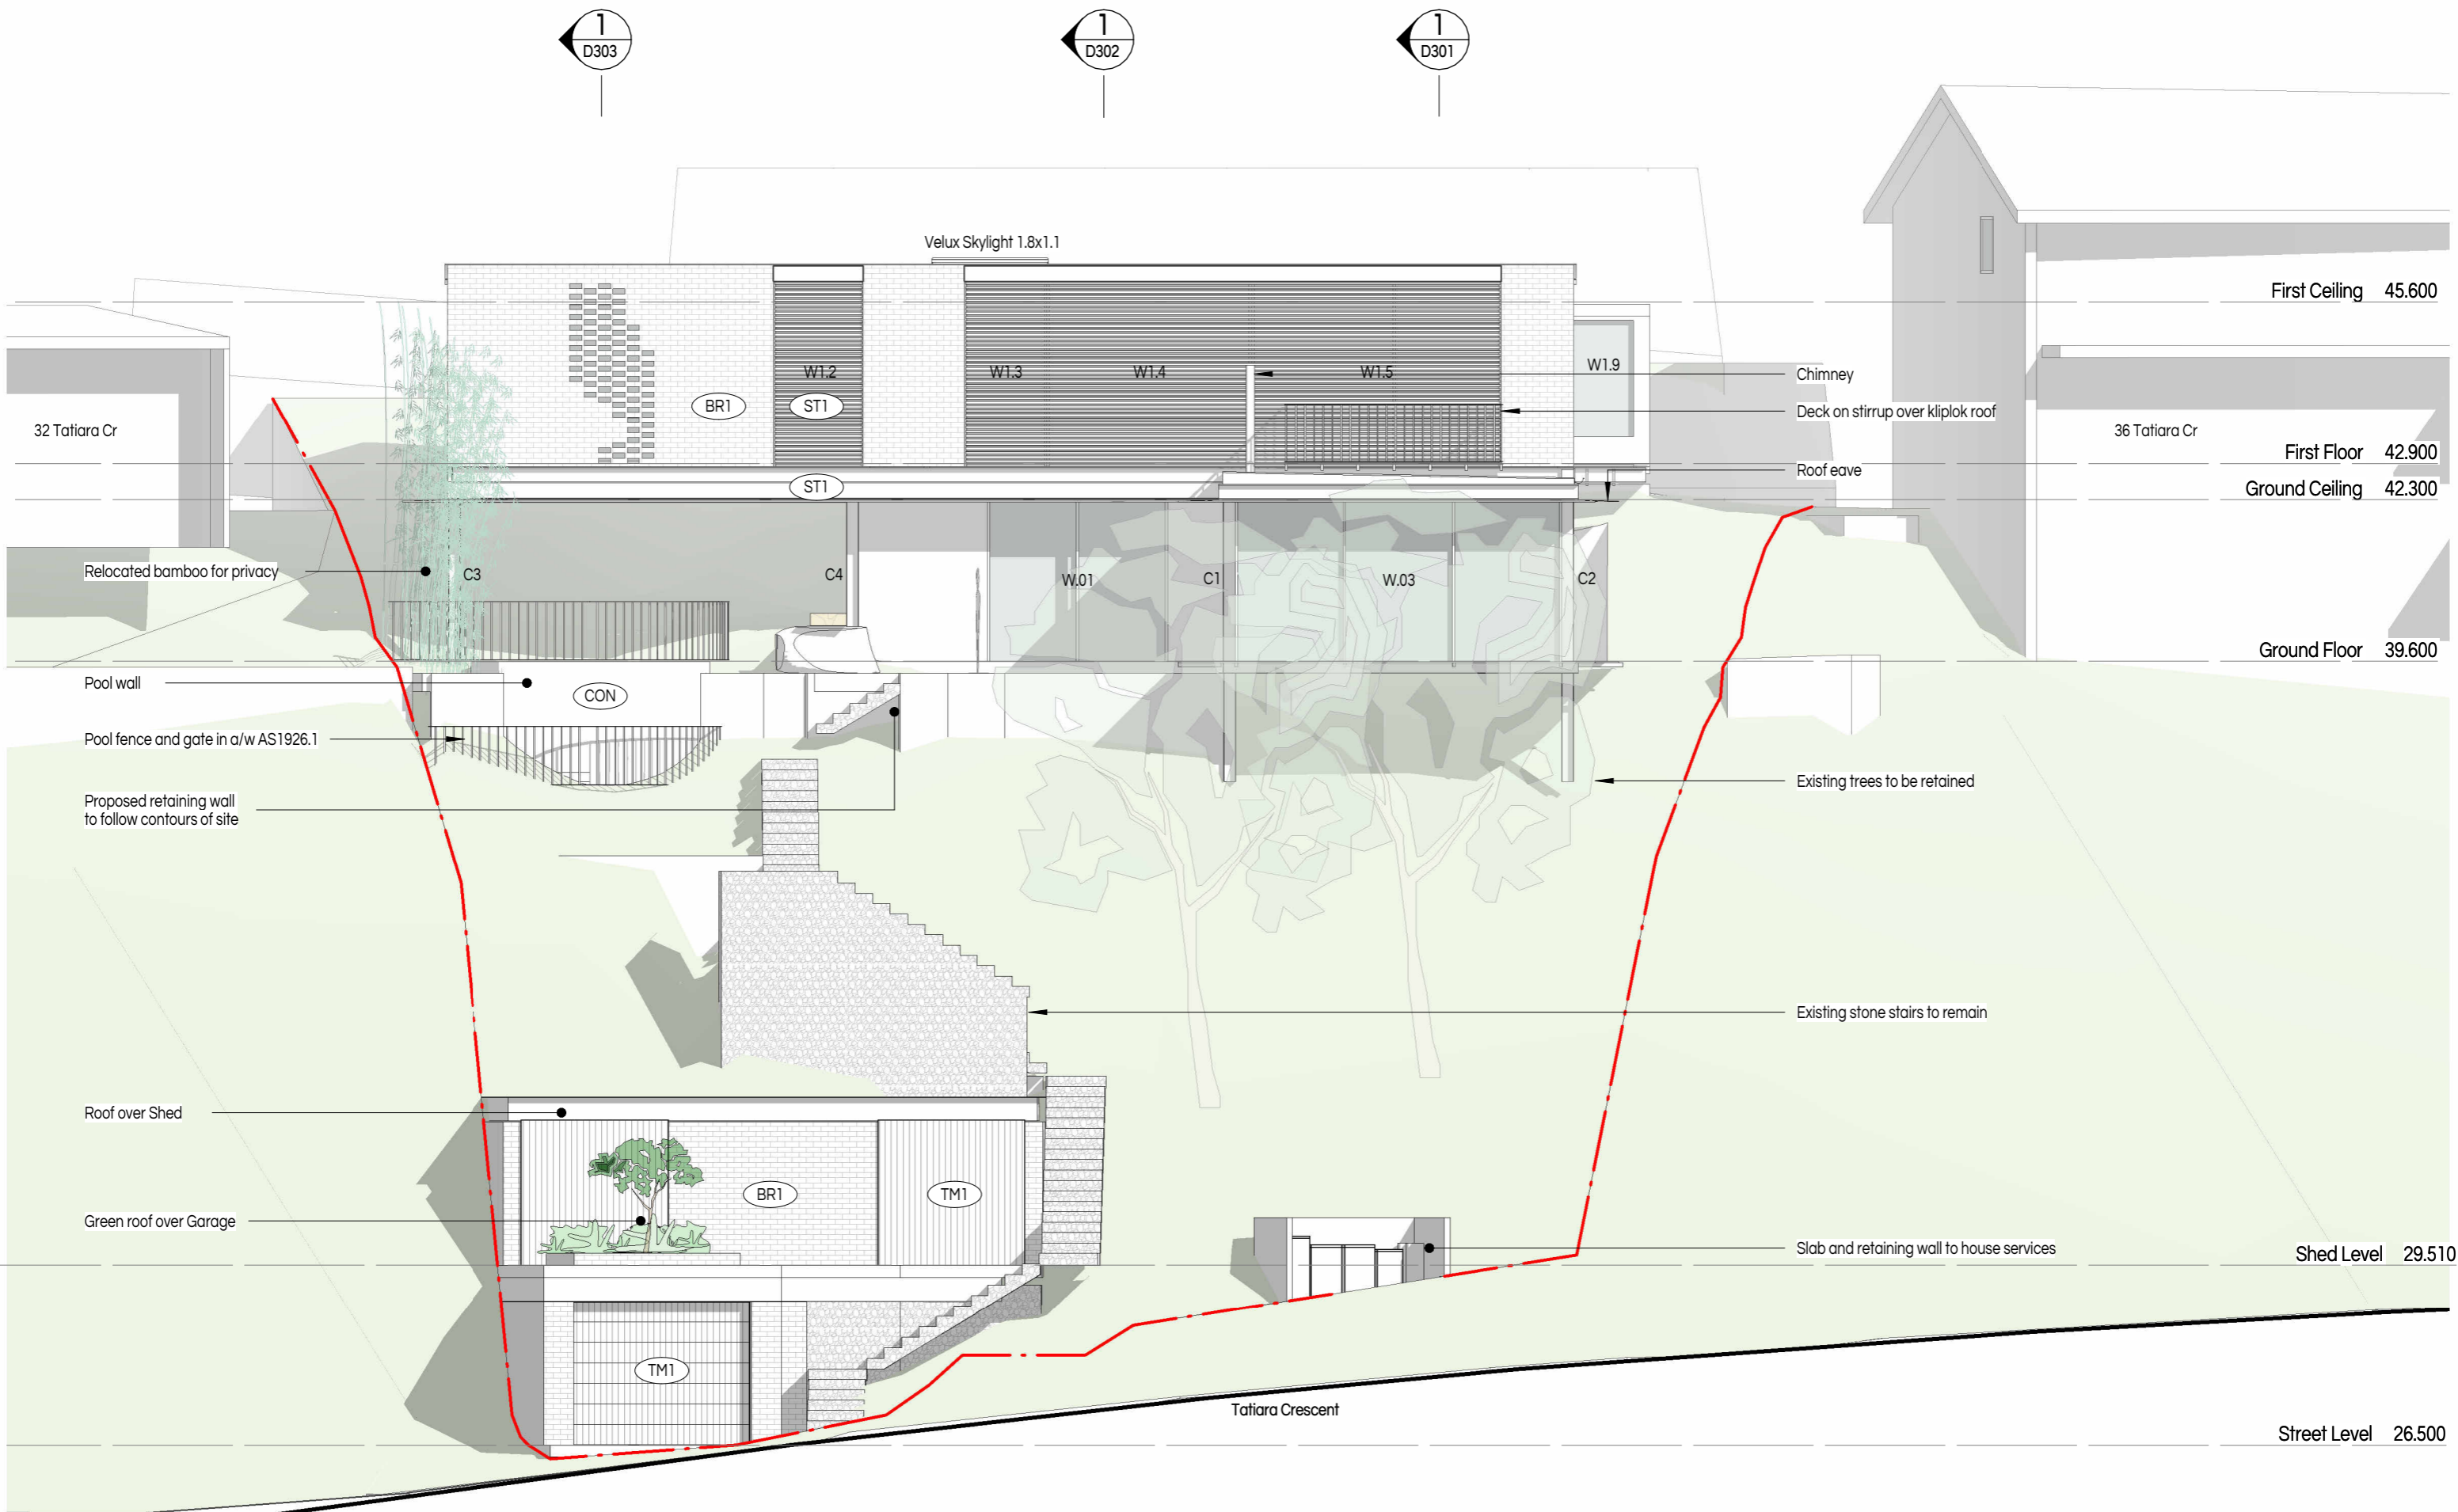 1
D303
1
D302
1
D301
Velux Skylight 1.8x1.1
First Ceiling 45.600
W1.2
W1.3
W1.4
W1.5
W1.9
Chimney
BR1
ST1
Deck on stirrup over kliplok roof
32 Tatiara Cr
36 Tatiara Cr
First Floor 42.900
Roof eave
ST1
Ground Ceiling 42.300
Relocated bamboo for privacy
C3
C4
W.01
C1
W.03
C2
Ground Floor 39.600
Pool wall
CON
Pool fence and gate in a/w AS1926.1
Existing trees to be retained
Proposed retaining wall
to follow contours of site
Existing stone stairs to remain
Roof over Shed
BR1
TM1
Green roof over Garage
Slab and retaining wall to house services
Shed Level 29.510
TM1
Tatiara Crescent
Street Level 26.500